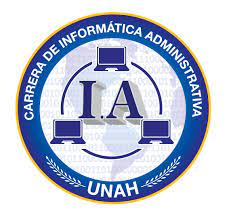 CARRERA DE INFORMÁTICA ADMINISTRATIVA
IA
UNAH